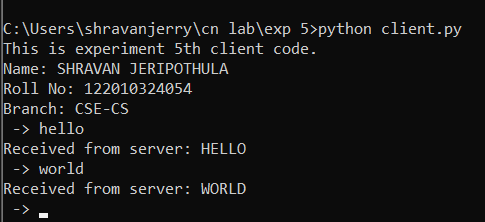 C:\Users\shravanjerry\cn lab\exp 5>python client.py
This is experiment 5th client code.
Name: SHRAVAN JERIPOTHULA
Roll No: 122010324054
Branch: CSE-CS
 -> hello
Received from server: HELLO
 -> world
Received from server: WORLD
 ->